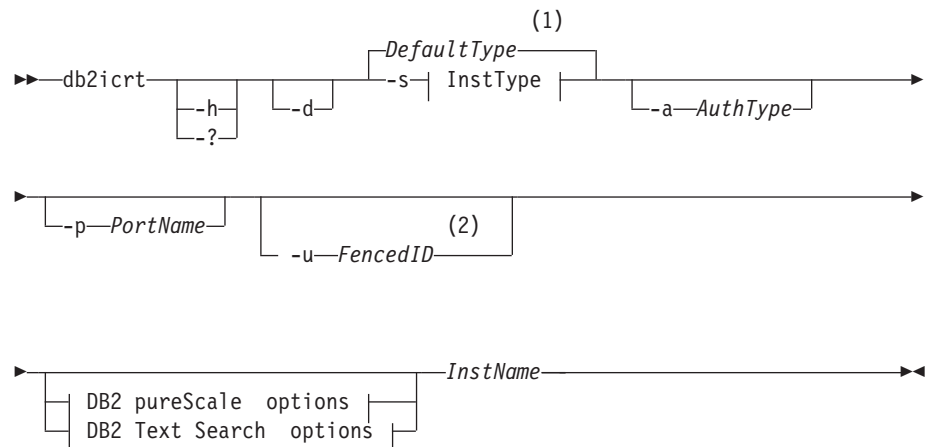 (1)
DefaultType
db2icrt -s InstType
-h -d -a AuthType
-?
-p PortName (2)
-u FencedID
InstName
DB2 pureScale options
DB2 Text Search options